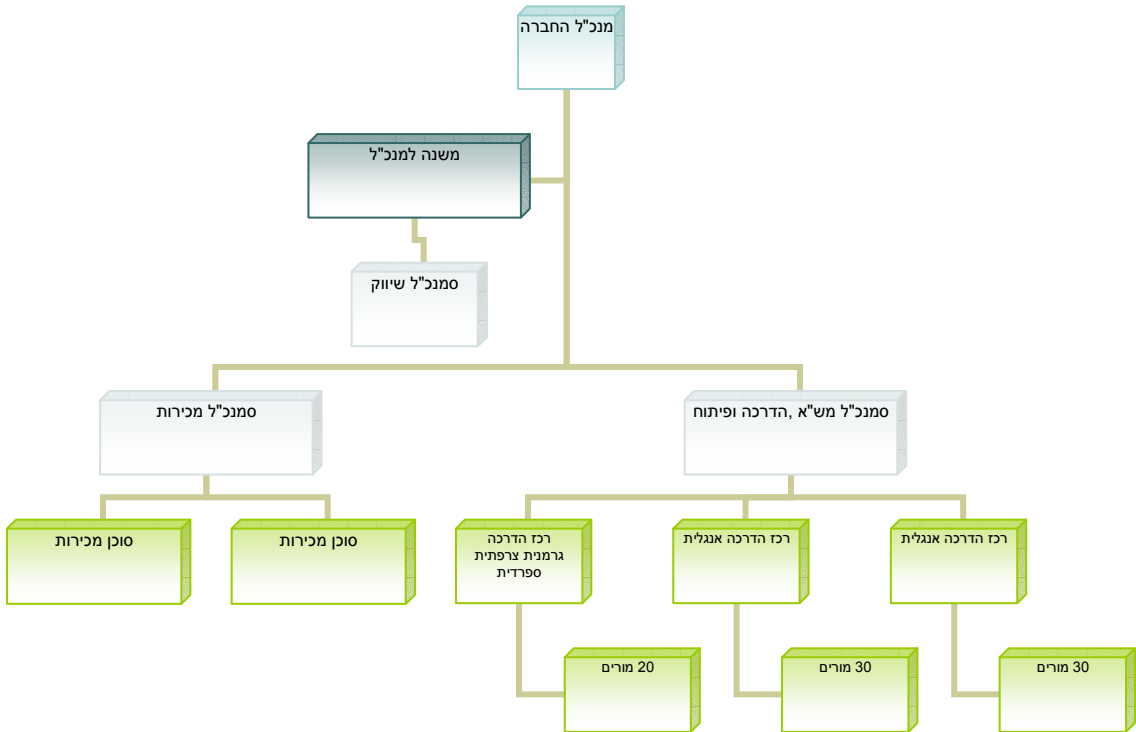 מנכ"ל החברה
משנה למנכ"ל
סמנכ"ל שיווק
סמנכ"ל מש"א ,הדרכה ופיתוח
סמנכ"ל מכירות
רכז הדרכה אנגלית
רכז הדרכה אנגלית
רכז הדרכה
גרמנית צרפתית
ספרדית
סוכן מכירות
סוכן מכירות
30 מורים
30 מורים
20 מורים